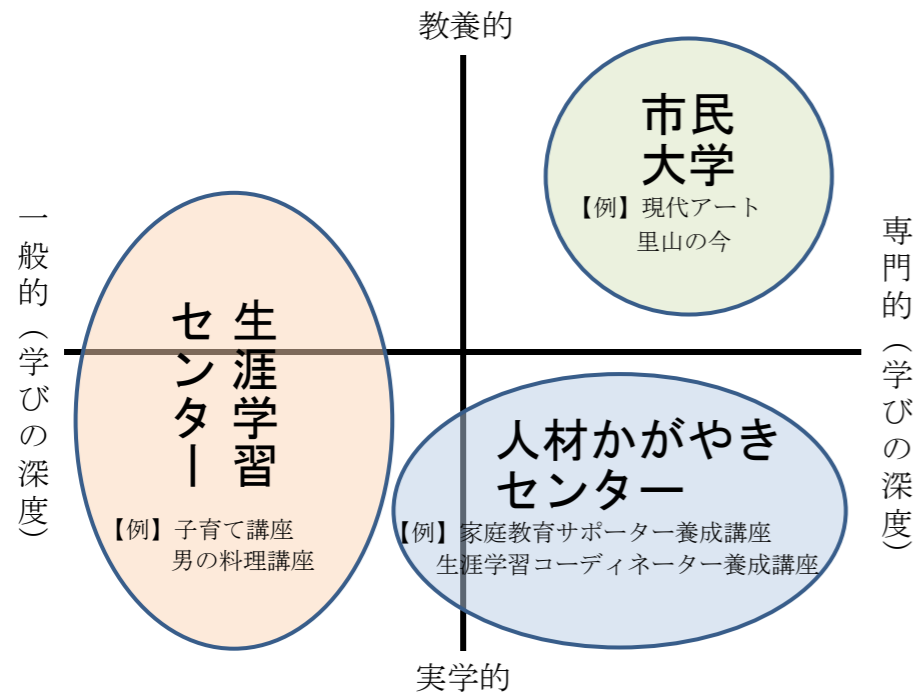 教養的
市民
大学
【例】現代アート
里山の今
一般的（学びの深度）
専門的（学びの深度）
生涯学習
センター
【例】子育て講座
男の料理講座
人材かがやき
センター
【例】家庭教育サポーター養成講座
生涯学習コーディネーター養成講座
実学的